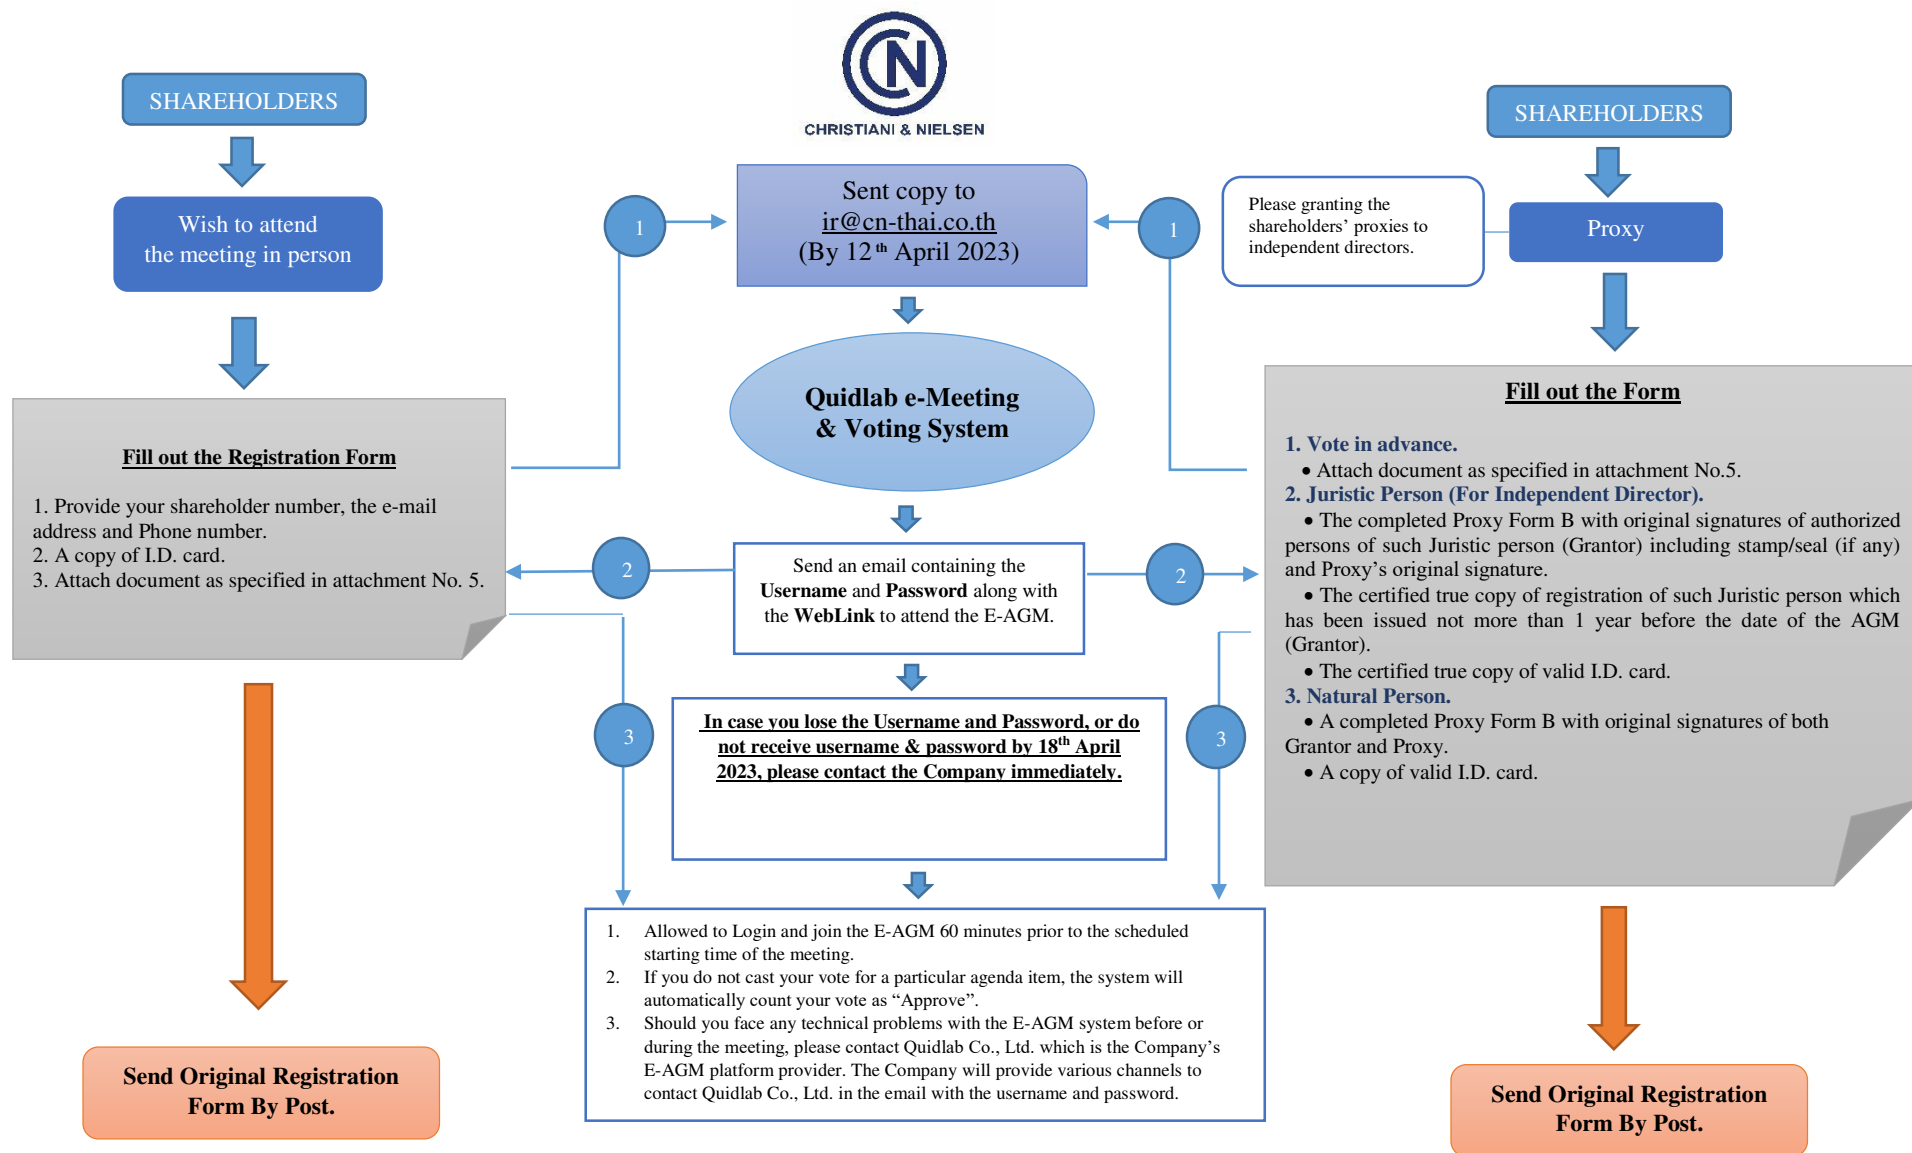 CN
CHRISTIANI & NIELSEN
SHAREHOLDERS
Wish to attend
the meeting in person
Fill out the Registration Form
1. Provide your shareholder number, the e-mail
address and Phone number.
2. A copy of I.D. card.
3. Attach document as specified in attachment No. 5.
Send Original Registration
Form By Post.
1
2
3
Sent copy to
ir@cn-thai.co.th
(By 12th April 2023)
Quidlab e-Meeting
& Voting System
Send an email containing the
Username and Password along with
the WebLink to attend the E-AGM.
In case you lose the Username and Password, or do
not receive username & password by 18th April
2023, please contact the Company immediately.
1. Allowed to Login and join the E-AGM 60 minutes prior to the scheduled
starting time of the meeting.
2. If you do not cast your vote for a particular agenda item, the system will
automatically count your vote as “Approve”.
3. Should you face any technical problems with the E-AGM system before or
during the meeting, please contact Quidlab Co., Ltd. which is the Company’s
E-AGM platform provider. The Company will provide various channels to
contact Quidlab Co., Ltd. in the email with the username and password.
1
2
3
SHAREHOLDERS
Please granting the
shareholders’ proxies to
independent directors.
Proxy
Fill out the Form
1. Vote in advance.
• Attach document as specified in attachment No.5.
2. Juristic Person (For Independent Director).
• The completed Proxy Form B with original signatures of authorized
persons of such Juristic person (Grantor) including stamp/seal (if any)
and Proxy’s original signature.
• The certified true copy of registration of such Juristic person which
has been issued not more than 1 year before the date of the AGM
(Grantor).
• The certified true copy of valid I.D. card.
3. Natural Person.
• A completed Proxy Form B with original signatures of both
Grantor and Proxy.
• A copy of valid I.D. card.
Send Original Registration
Form By Post.